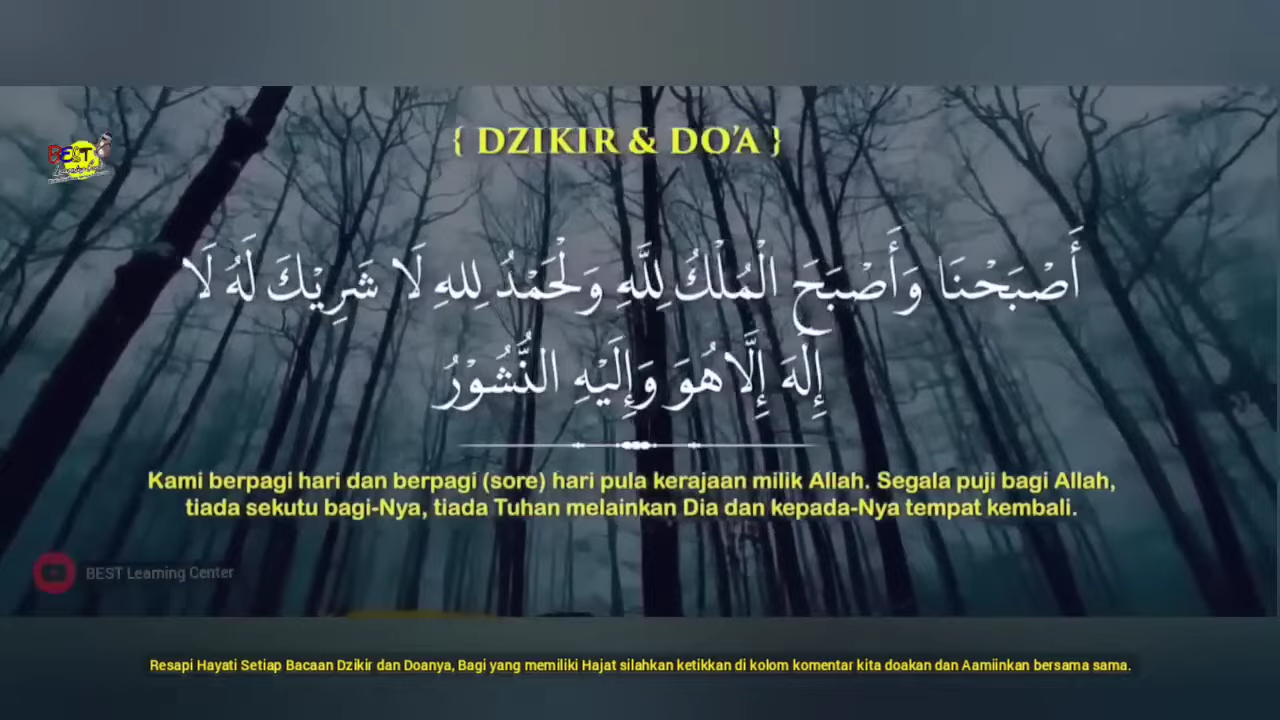 { DZIKIR & DO'A }
BEST
أَصْبَحْنَا وَأَصْبَحَ الْمُلْكُ لِلَّهِ وَلْحَمْدُ لِلهِ لَا شَرِيْكَ لَهُ لَا
إِلَهَ إِلَّا هُوَ وَإِلَيْهِ النُّشُوْرُ
Kami berpagi hari dan berpagi (sore) hari pula kerajaan milik Allah. Segala puji bagi Allah,
tiada sekutu bagi-Nya, tiada Tuhan melainkan Dia dan kepada-Nya tempat kembali.
BEST Learning Center
Resapi Hayati Setiap Bacaan Dzikir dan Doanya, Bagi yang memiliki Hajat silahkan ketikkan di kolom komentar kita doakan dan Aamiinkan bersama sama.